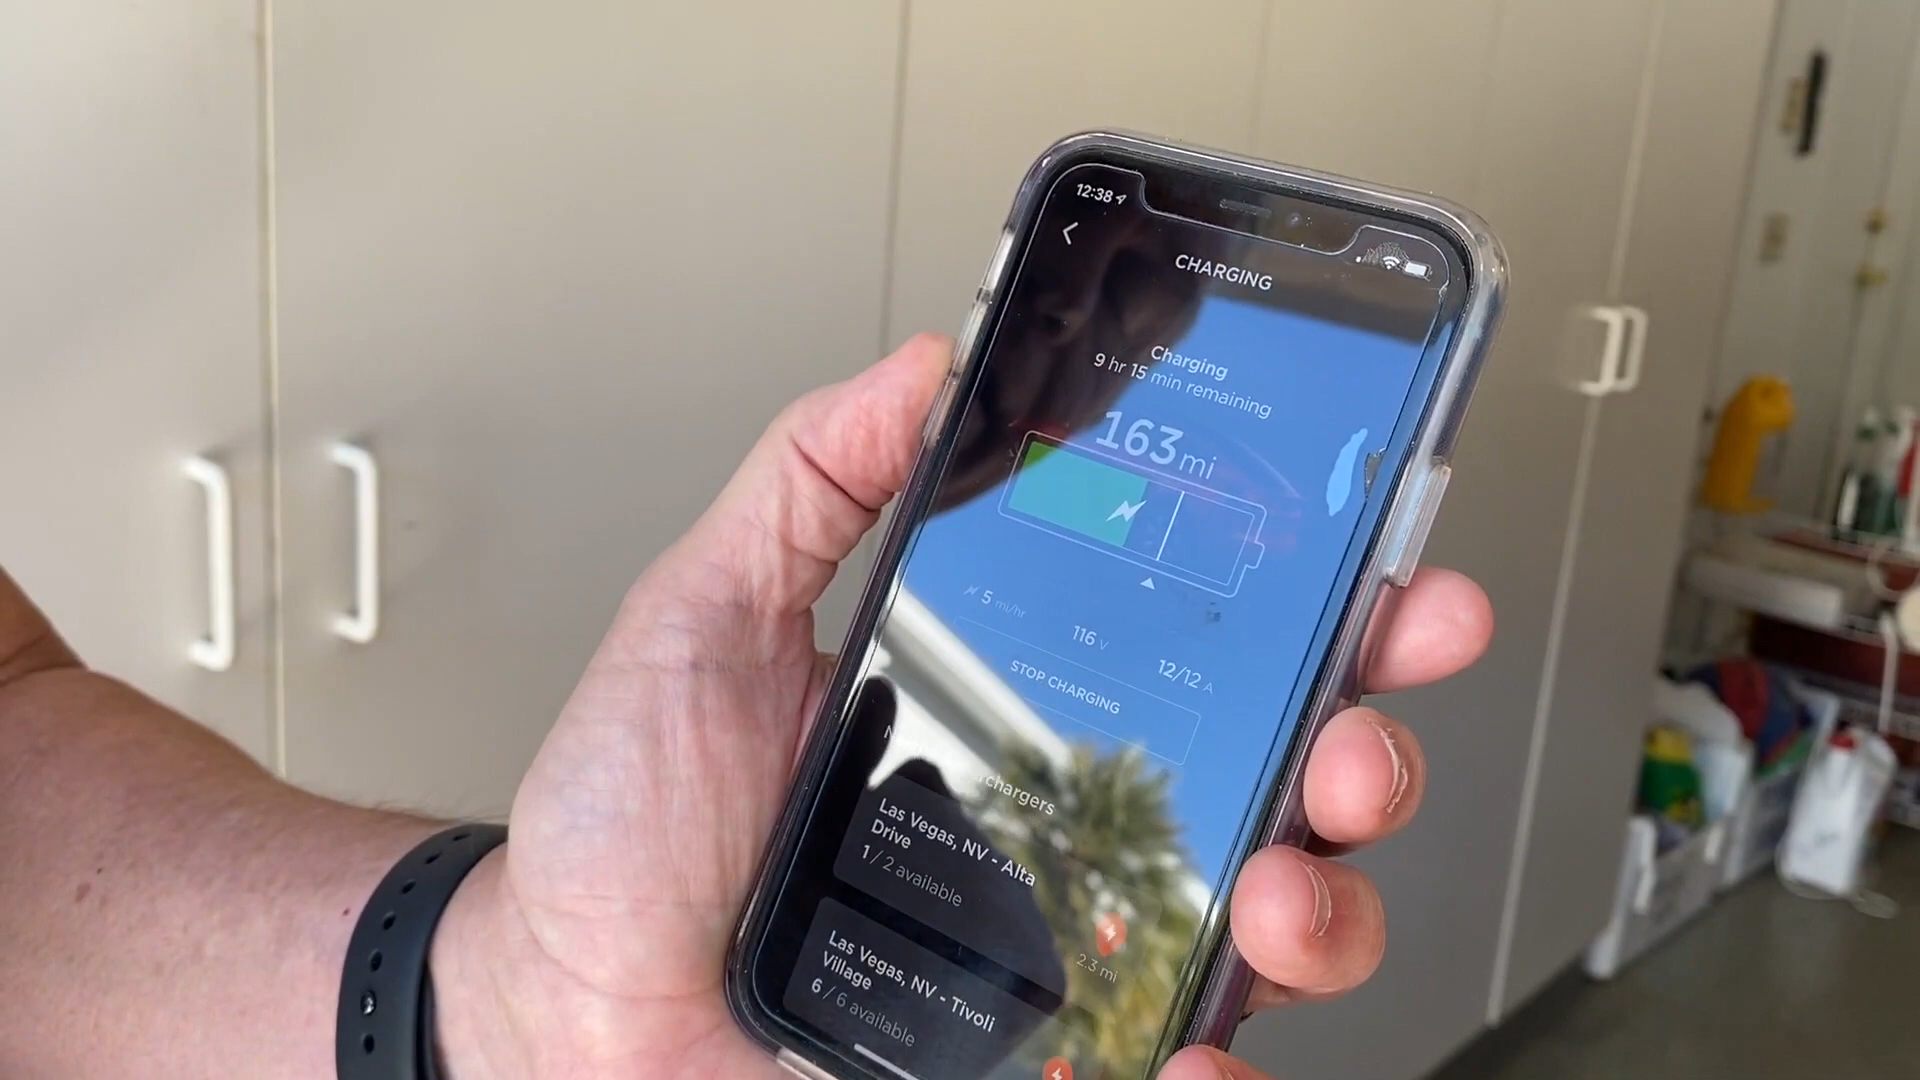 12:38
CHARGING
Charging
9 hr 15 min remaining
163 mi
5 mi/hr
116 V
12/12 A
STOP CHARGING
chargers
Las Vegas, NV - Alta
Drive
1 / 2 available
2.3 mi
Las Vegas, NV - Tivoli
Village
6 / 6 available